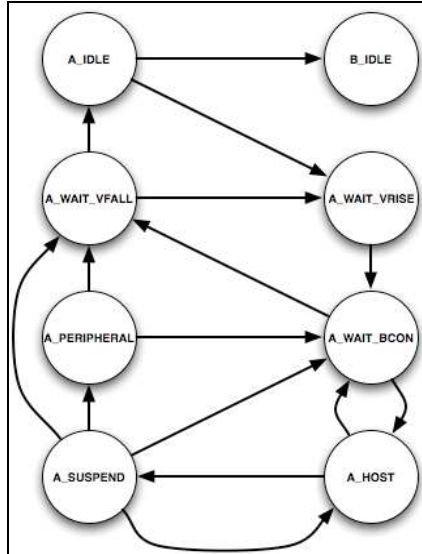 A_IDLE
B_IDLE
A_WAIT_VFALL
A_WAIT_VRISE
A_PERIPHERAL
A_WAIT_BCON
A_SUSPEND
A_HOST